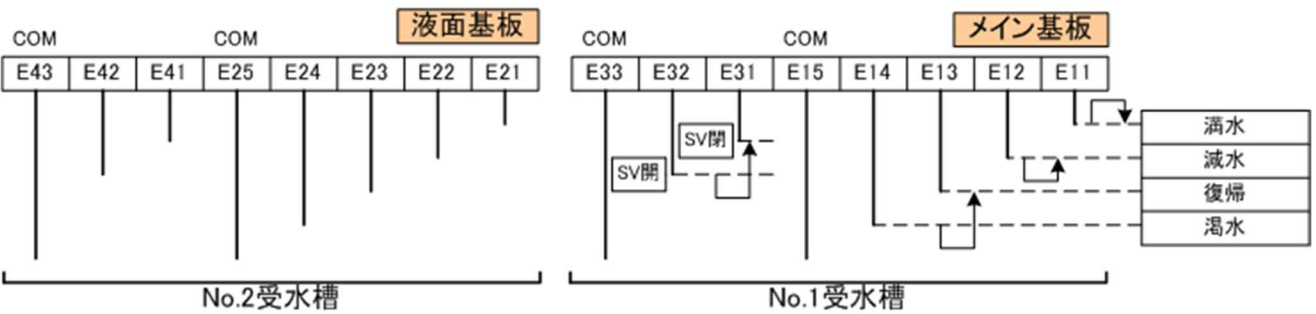 液面基板
メイン基板
COM COM COM COM
E43 E42 E41 E25 E24 E23 E22 E21 E33 E32 E31 E15 E14 E13 E12 E11
満水
SV閉
減水
SV開
復帰
渇水
No.2受水槽 No.1受水槽